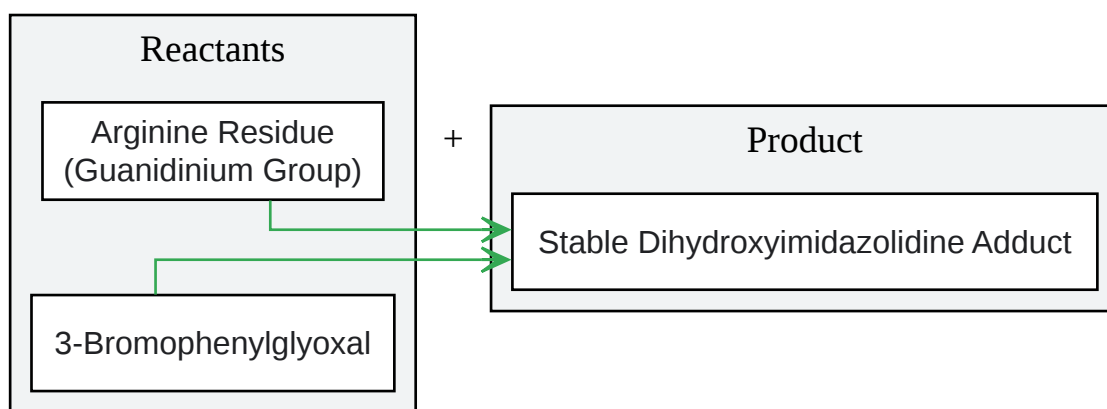 Reactants
Arginine Residue
(Guanidinium Group)
3-Bromophenylglyoxal
+
Product
Stable Dihydroxyimidazolidine Adduct